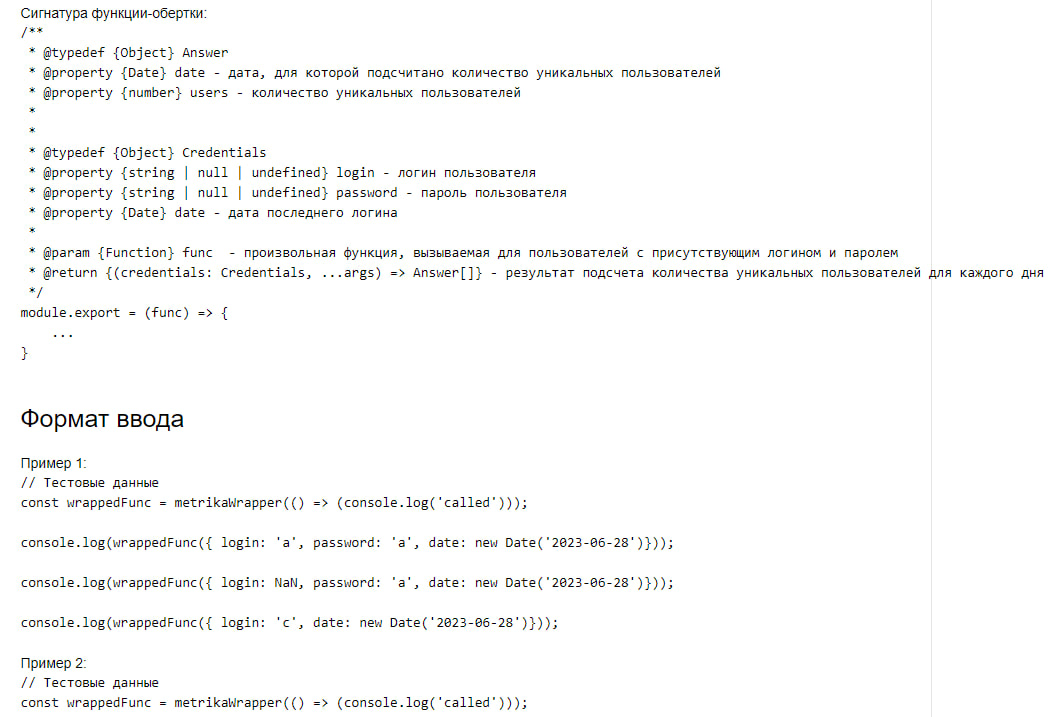 Сигнатура функции-обертки:
/**
 * @typedef {Object} Answer
 * @property {Date} date - дата, для которой подсчитано количество уникальных пользователей
 * @property {number} users - количество уникальных пользователей
 *
 *
 * @typedef {Object} Credentials
 * @property {string | null | undefined} login - логин пользователя
 * @property {string | null | undefined} password - пароль пользователя
 * @property {Date} date - дата последнего логина
 *
 * @param {Function} func  - произвольная функция, вызываемая для пользователей с присутствующим логином и паролем
 * @return {(credentials: Credentials, ...args) => Answer[]} - результат подсчета количества уникальных пользователей для каждого дня
 */
module.export = (func) => {
    ...
}
Формат ввода
Пример 1:
// Тестовые данные
const wrappedFunc = metrikaWrapper(() => (console.log('called')));
console.log(wrappedFunc({ login: 'a', password: 'a', date: new Date('2023-06-28')}));
console.log(wrappedFunc({ login: NaN, password: 'a', date: new Date('2023-06-28')}));
console.log(wrappedFunc({ login: 'c', date: new Date('2023-06-28')}));
Пример 2:
// Тестовые данные
const wrappedFunc = metrikaWrapper(() => (console.log('called')));